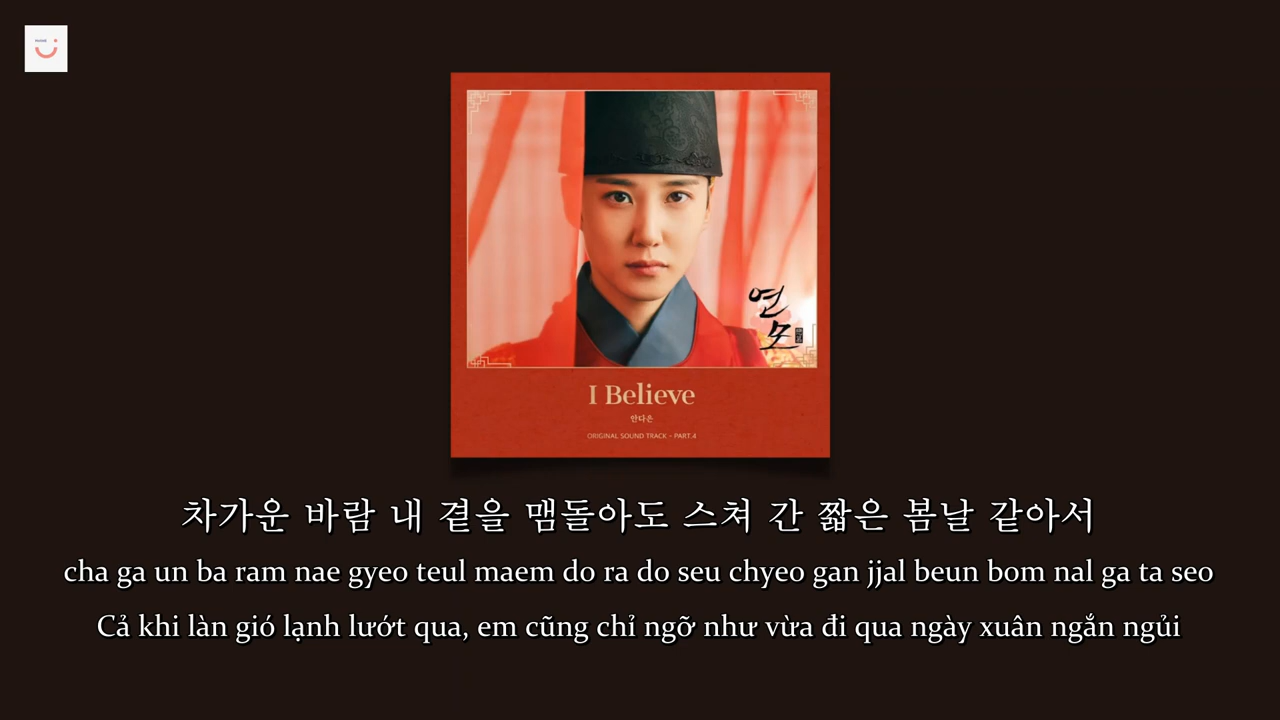 연모
I Believe
안다은
ORIGINAL SOUND TRACK - PART.4
차가운 바람 내 곁을 맴돌아도 스쳐 간 짧은 봄날 같아서
cha ga un ba ram nae gyeo teul maem do ra do seu chyeo gan jjal beun bom nal ga ta seo
Cả khi làn gió lạnh lướt qua, em cũng chỉ ngỡ như vừa đi qua ngày xuân ngắn ngủi